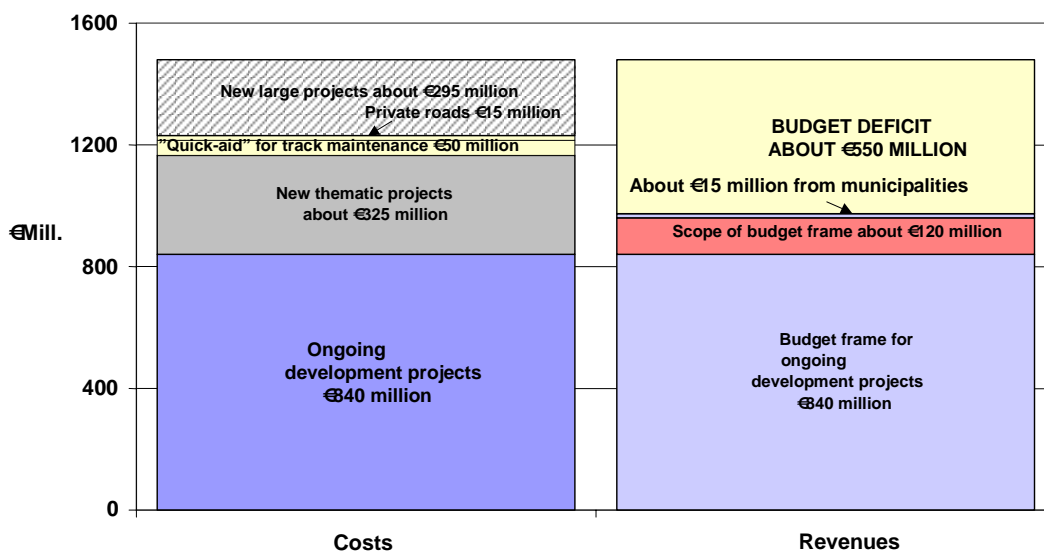 1600
1200
800
400
0
€Mill.
New large projects about €295 million
Private roads €15 million
”Quick-aid” for track maintenance €50 million
New thematic projects
about €325 million
Ongoing
development projects
€840 million
Costs
BUDGET DEFICIT
ABOUT €550 MILLION
About €15 million from municipalities
Scope of budget frame about €120 million
Budget frame for
ongoing
development projects
€840 million
Revenues